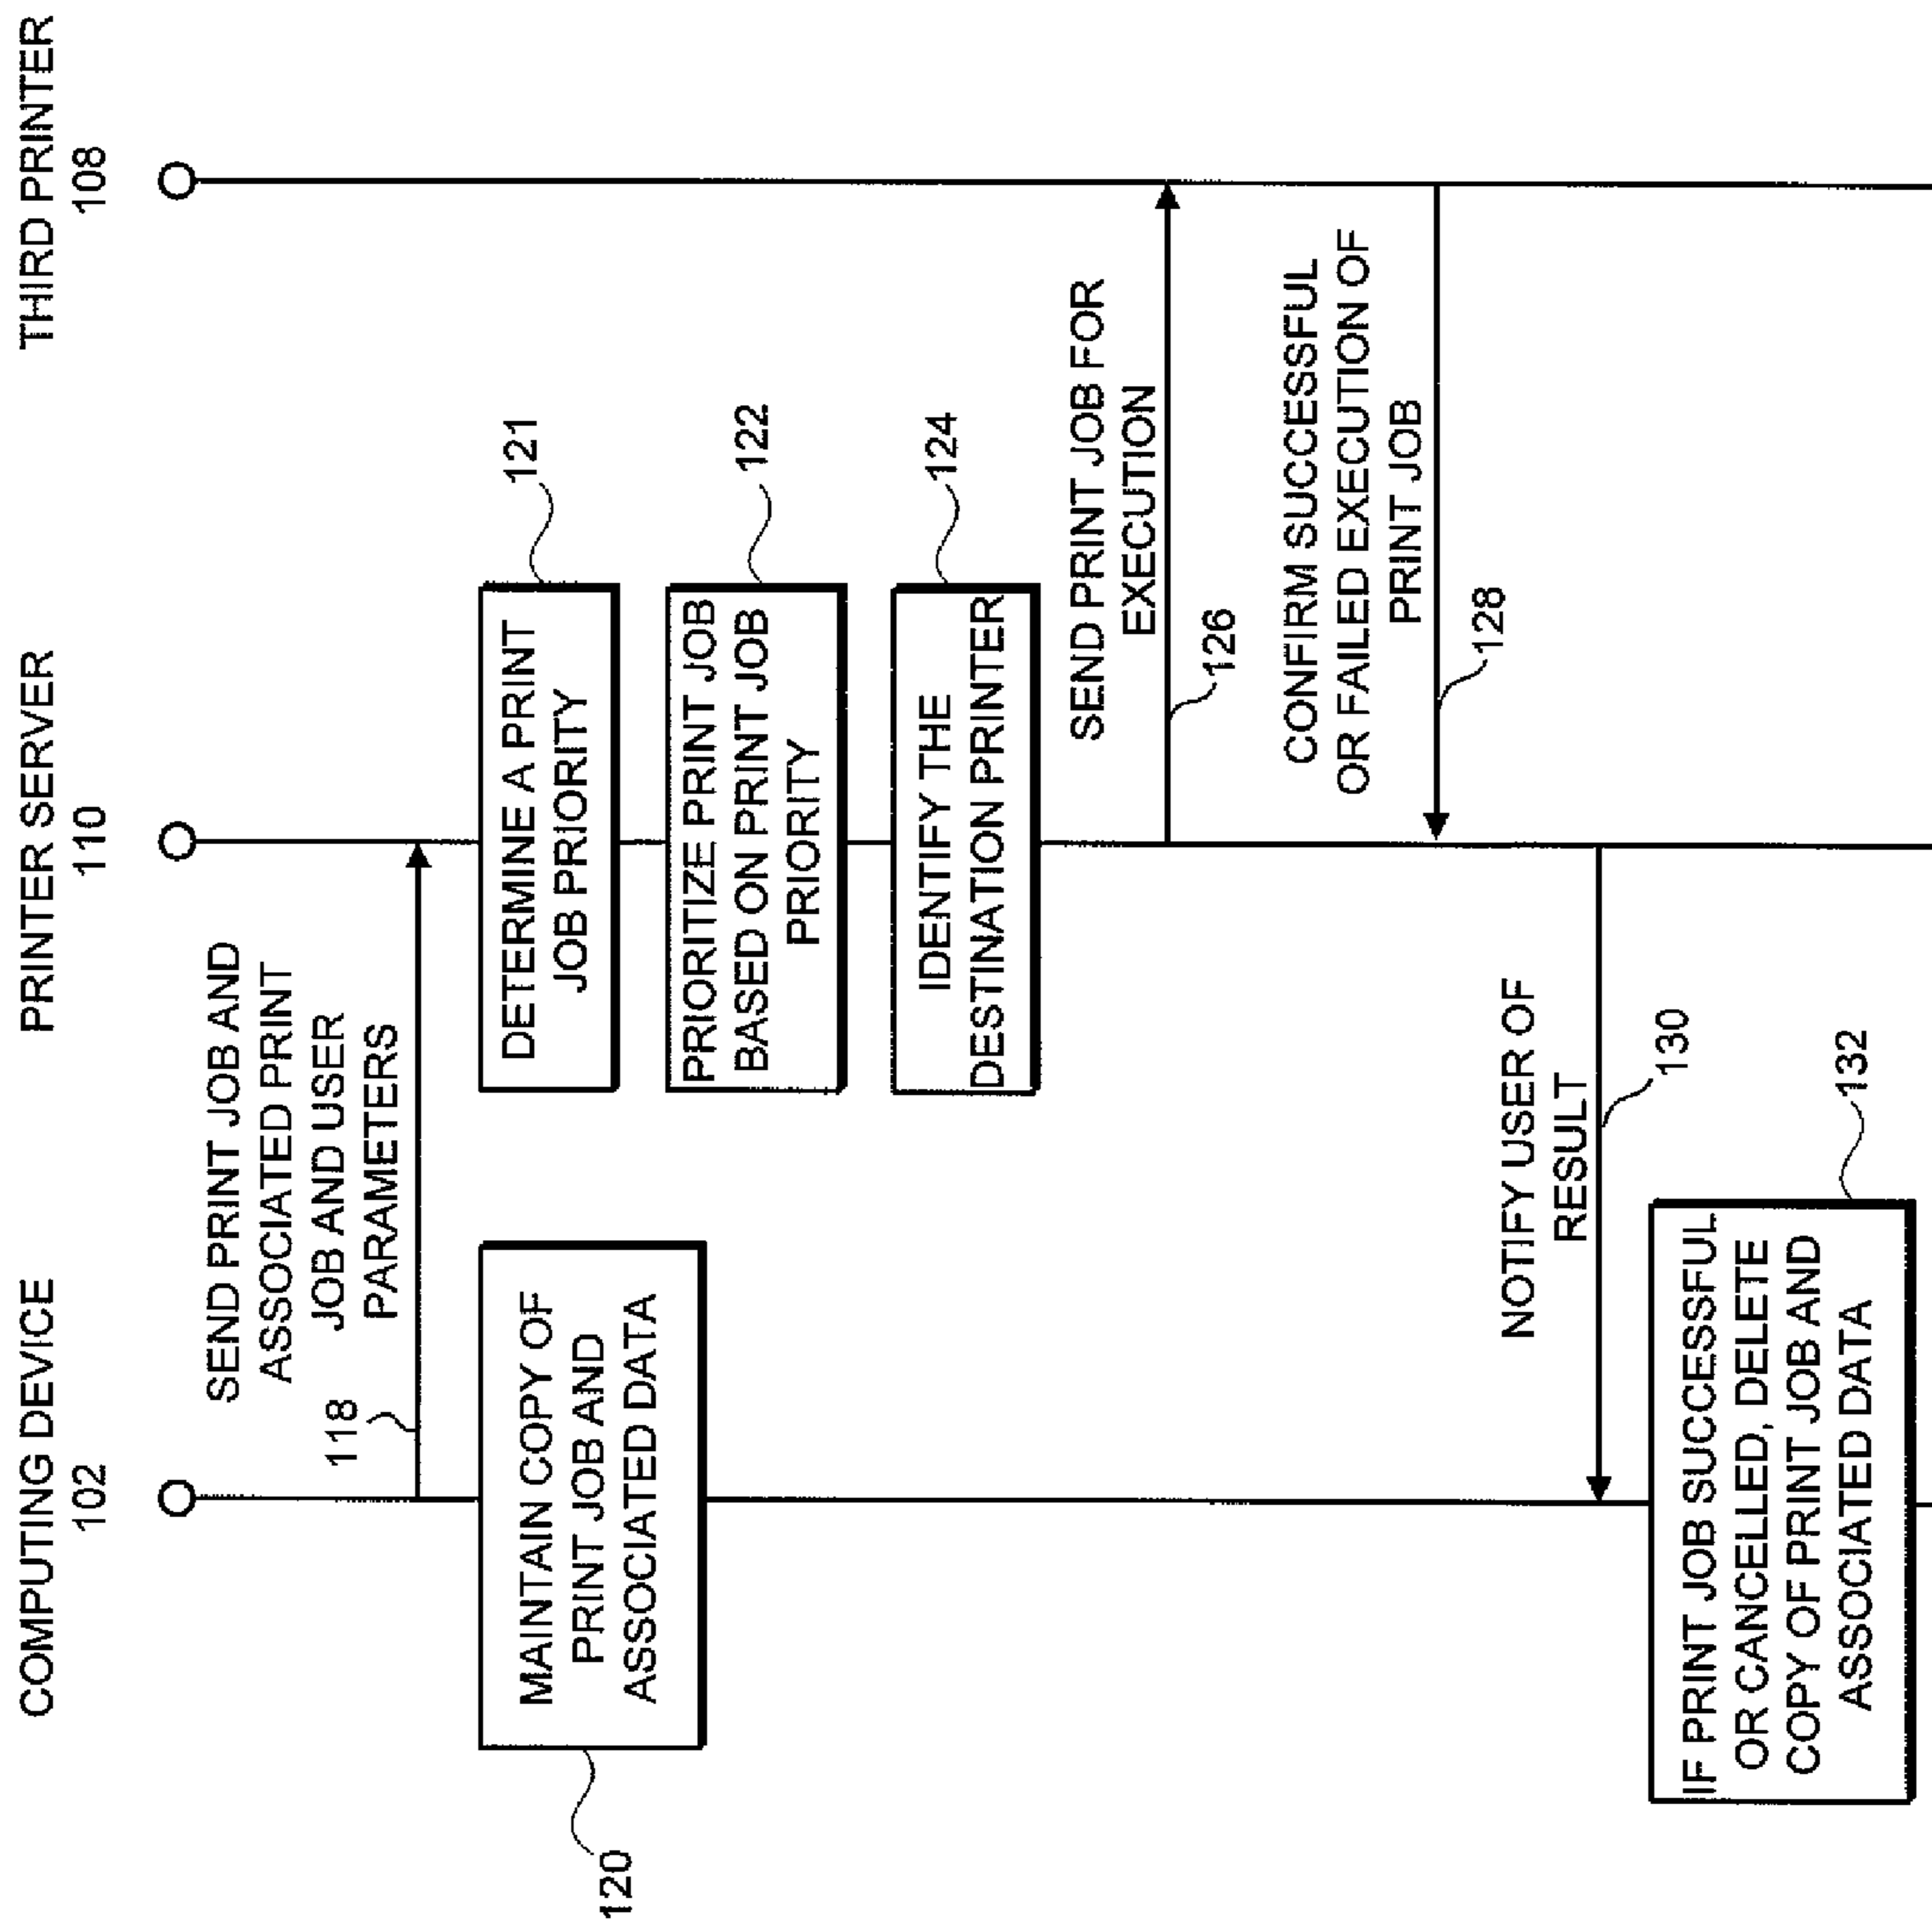 COMPUTING DEVICE
102
PRINTER SERVER
110
THIRD PRINTER
108
SEND PRINT JOB AND
ASSOCIATED PRINT
JOB AND USER
PARAMETERS
118
MAINTAIN COPY OF
PRINT JOB AND
ASSOCIATED DATA
120
DETERMINE A PRINT
JOB PRIORITY
121
PRIORITIZE PRINT JOB
BASED ON PRINT JOB
PRIORITY
122
IDENTIFY THE
DESTINATION PRINTER
124
SEND PRINT JOB FOR
EXECUTION
126
CONFIRM SUCCESSFUL
OR FAILED EXECUTION OF
PRINT JOB
128
NOTIFY USER OF
RESULT
130
IF PRINT JOB SUCCESSFUL
OR CANCELLED, DELETE
COPY OF PRINT JOB AND
ASSOCIATED DATA
132